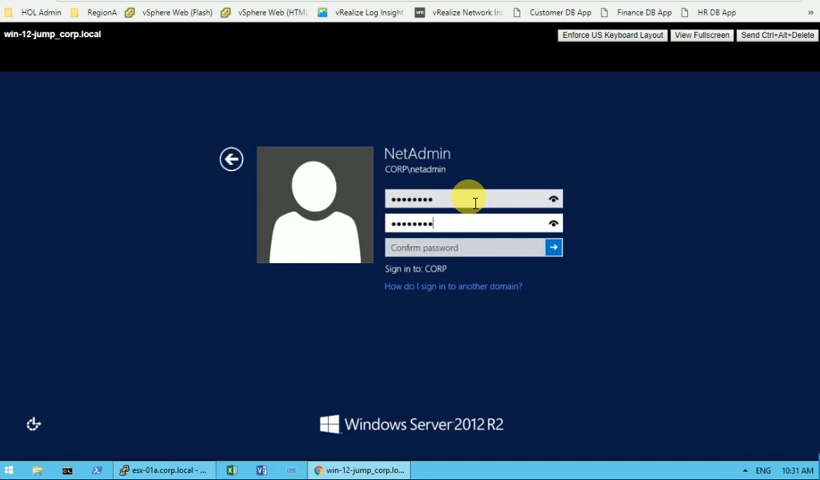 HOL Admin RegionA vSphere Web (Flash) vSphere Web (HTM vRealize Log Insight vRealize Network In Customer DB App Finance DB App HR DB App »
win-12-jump_corp.local Enforce US Keyboard Layout View Fullscreen Send Ctrl+Alt+Delete
NetAdmin
CORP\netadmin
Confirm password
Sign in to: CORP
How do I sign in to another domain?
Windows Server 2012 R2
esx-01a.corp.local - ... win-12-jump_corp.lo... ENG 10:31 AM